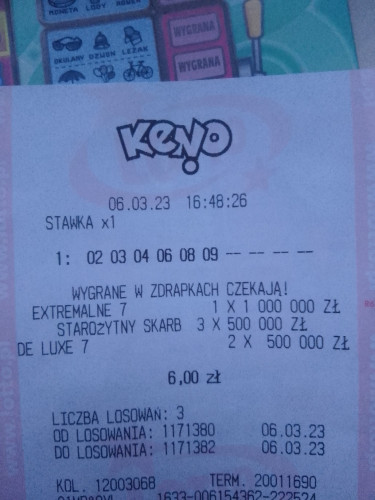 MONETA LODY
OKULARY DZWON LEŻAK
WYGRANA
WYGRANA
KENO
06.03.23 16:48:26
STAWKA x1
1: 02 03 04 06 08 09 -- -- -- --
WYGRANE W ZDRAPKACH CZEKAJĄ!
EXTREMALNE 7 1 X 1 000 000 ZŁ
STAROŻYTNY SKARB 3 X 500 000 ZŁ
DE LUXE 7 2 X 500 000 ZŁ
6,00 zł
LICZBA LOSOWAŃ: 3
OD LOSOWANIA: 1171380 06.03.23
DO LOSOWANIA: 1171382 06.03.23
KOL. 12003068 TERM. 20011690